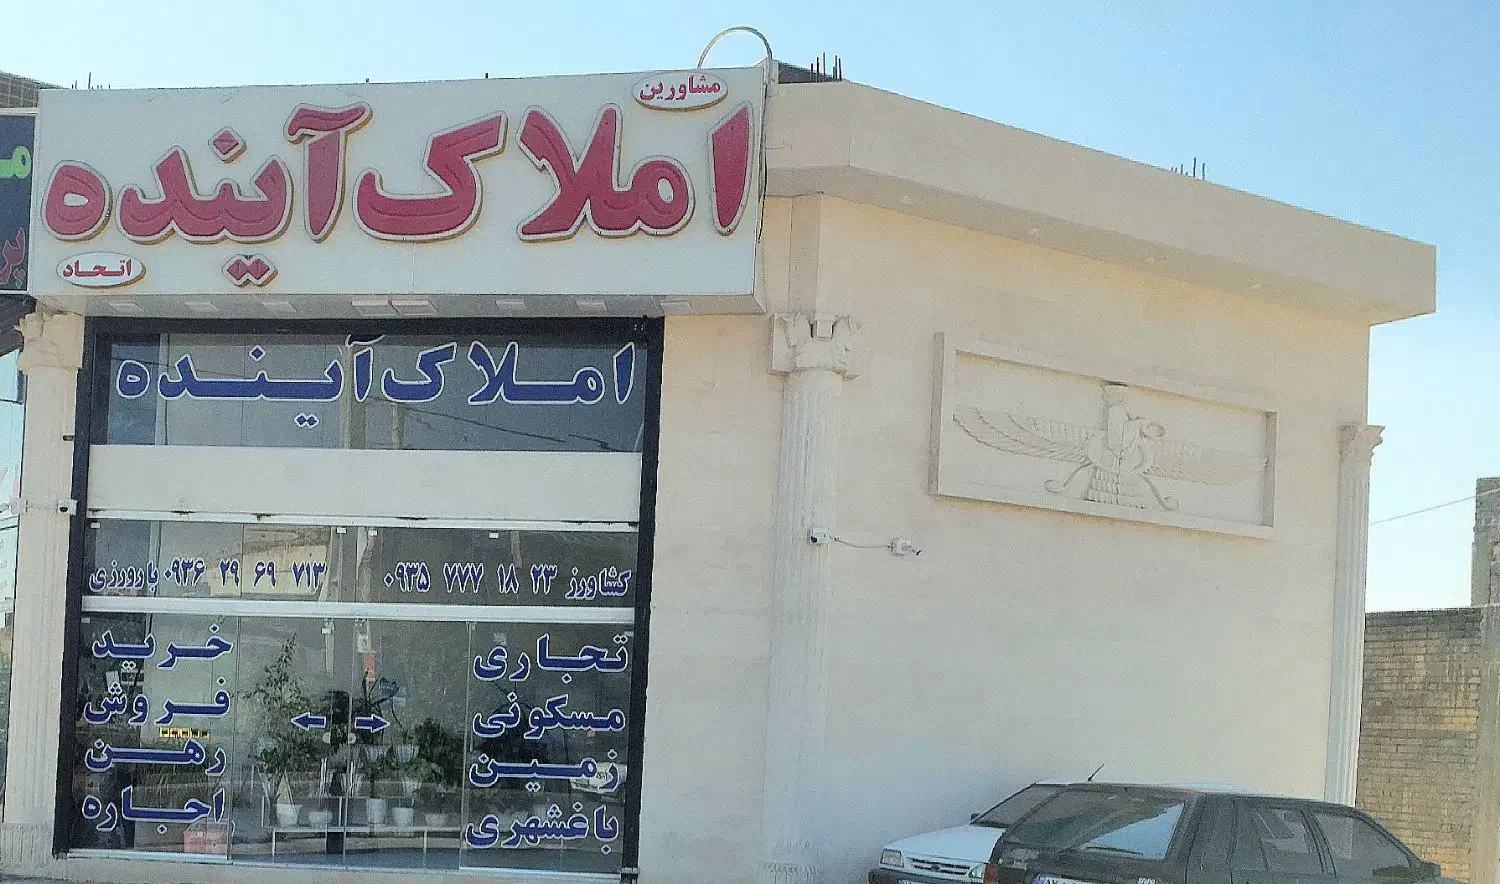 مشاورین
املاک آینده
اتحاد
املاک آینده
کشاورز ۲۳ ۱۸ ۷۷۷ ۰۹۳۵
۷۱۳ ۶۹ ۲۹ ۰۹۳۶ بارورزی
تجاری
مسکونی
زمین
باغشهری
خرید
فروش
رهن
اجاره